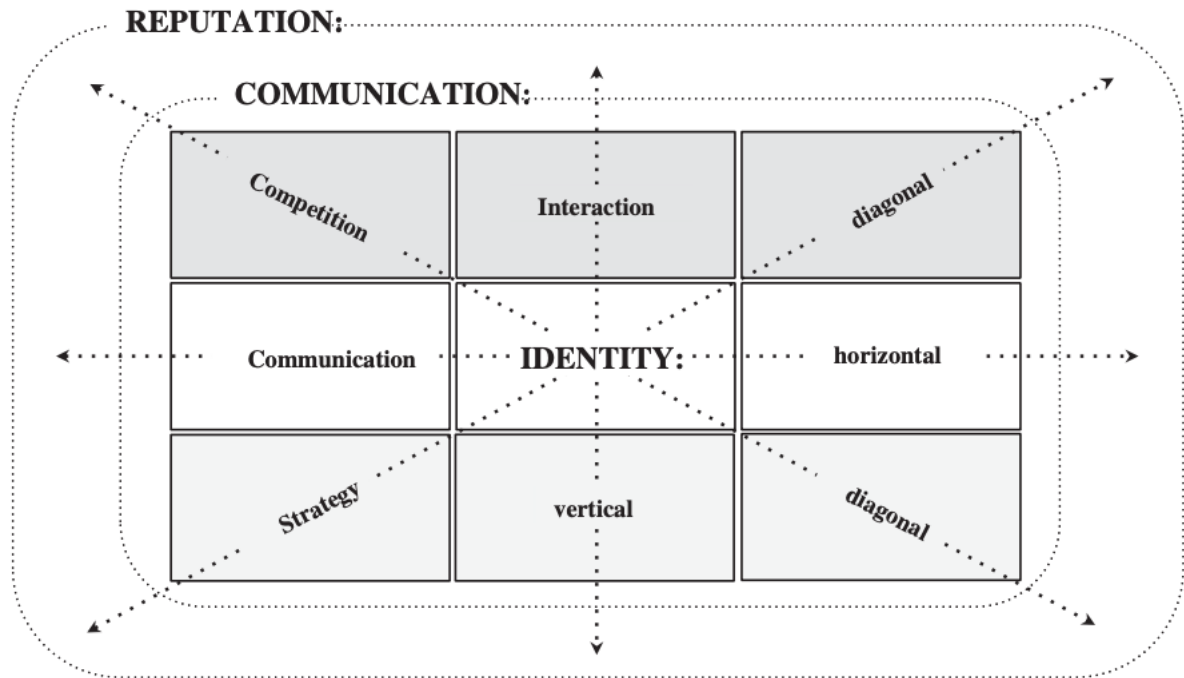 REPUTATION:
COMMUNICATION:
Competition
Interaction
diagonal
Communication
IDENTITY:
horizontal
Strategy
vertical
diagonal